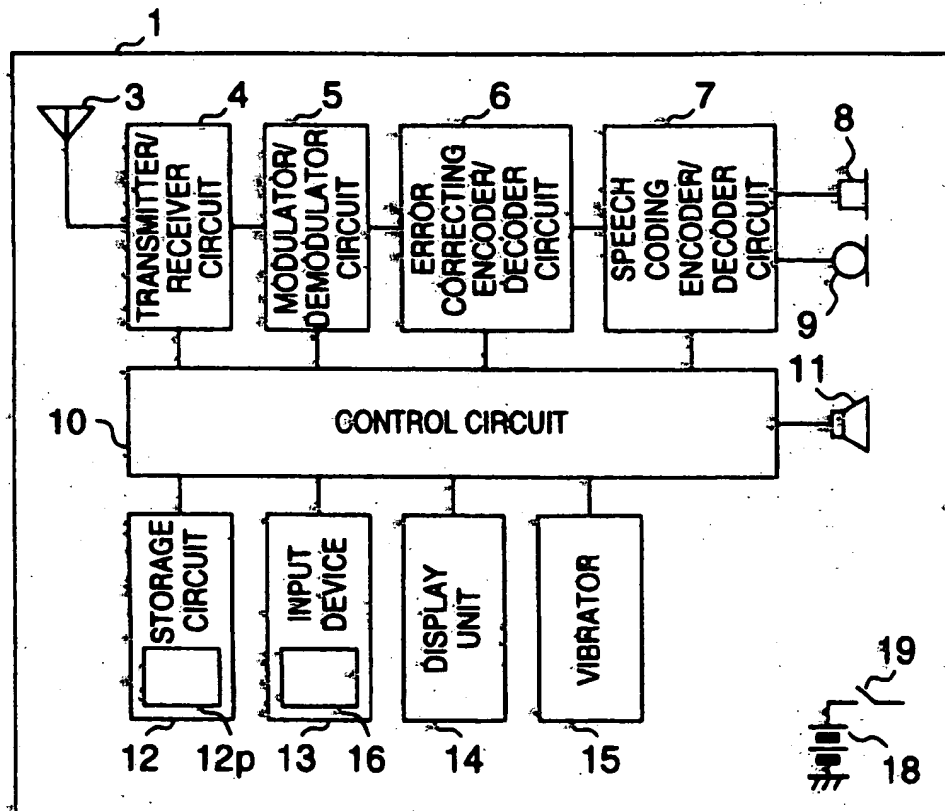 1
3
4
5
6
7
8
TRANSMITTER/
RECEIVER
CIRCUIT
MODULATOR/
DEMODULATOR
CIRCUIT
ERROR
CORRECTING
ENCODER/
DECODER
CIRCUIT
SPEECH
CODING
ENCODER/
DECODER
CIRCUIT
9
10
CONTROL CIRCUIT
11
STORAGE
CIRCUIT
INPUT
DEVICE
DISPLAY
UNIT
VIBRATOR
12
12p
13
16
14
15
19
18